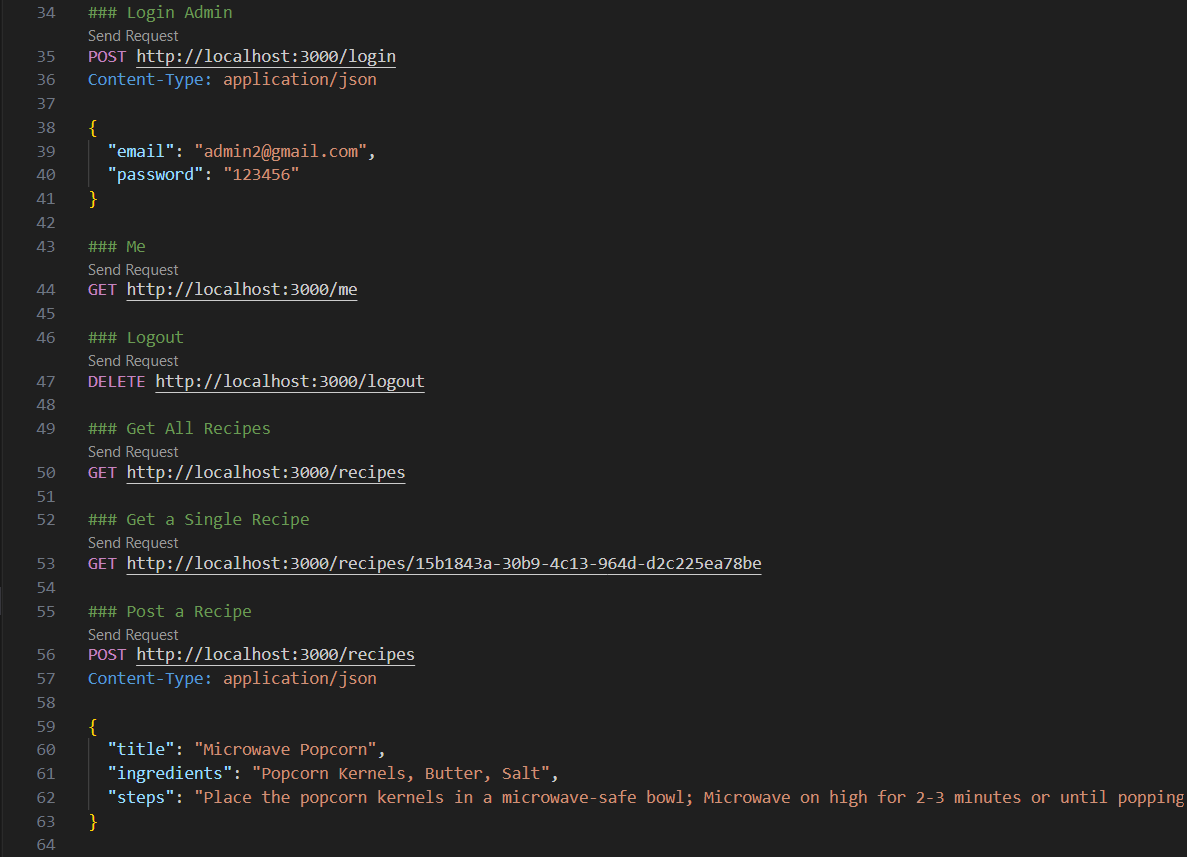 34 ### Login Admin
Send Request
35 POST http://localhost:3000/login
36 Content-Type: application/json
37
38 {
39 "email": "admin2@gmail.com",
40 "password": "123456"
41 }
42
43 ### Me
Send Request
44 GET http://localhost:3000/me
45
46 ### Logout
Send Request
47 DELETE http://localhost:3000/logout
48
49 ### Get All Recipes
Send Request
50 GET http://localhost:3000/recipes
51
52 ### Get a Single Recipe
Send Request
53 GET http://localhost:3000/recipes/15b1843a-30b9-4c13-964d-d2c225ea78be
54
55 ### Post a Recipe
Send Request
56 POST http://localhost:3000/recipes
57 Content-Type: application/json
58
59 {
60 "title": "Microwave Popcorn",
61 "ingredients": "Popcorn Kernels, Butter, Salt",
62 "steps": "Place the popcorn kernels in a microwave-safe bowl; Microwave on high for 2-3 minutes or until popping
63 }
64